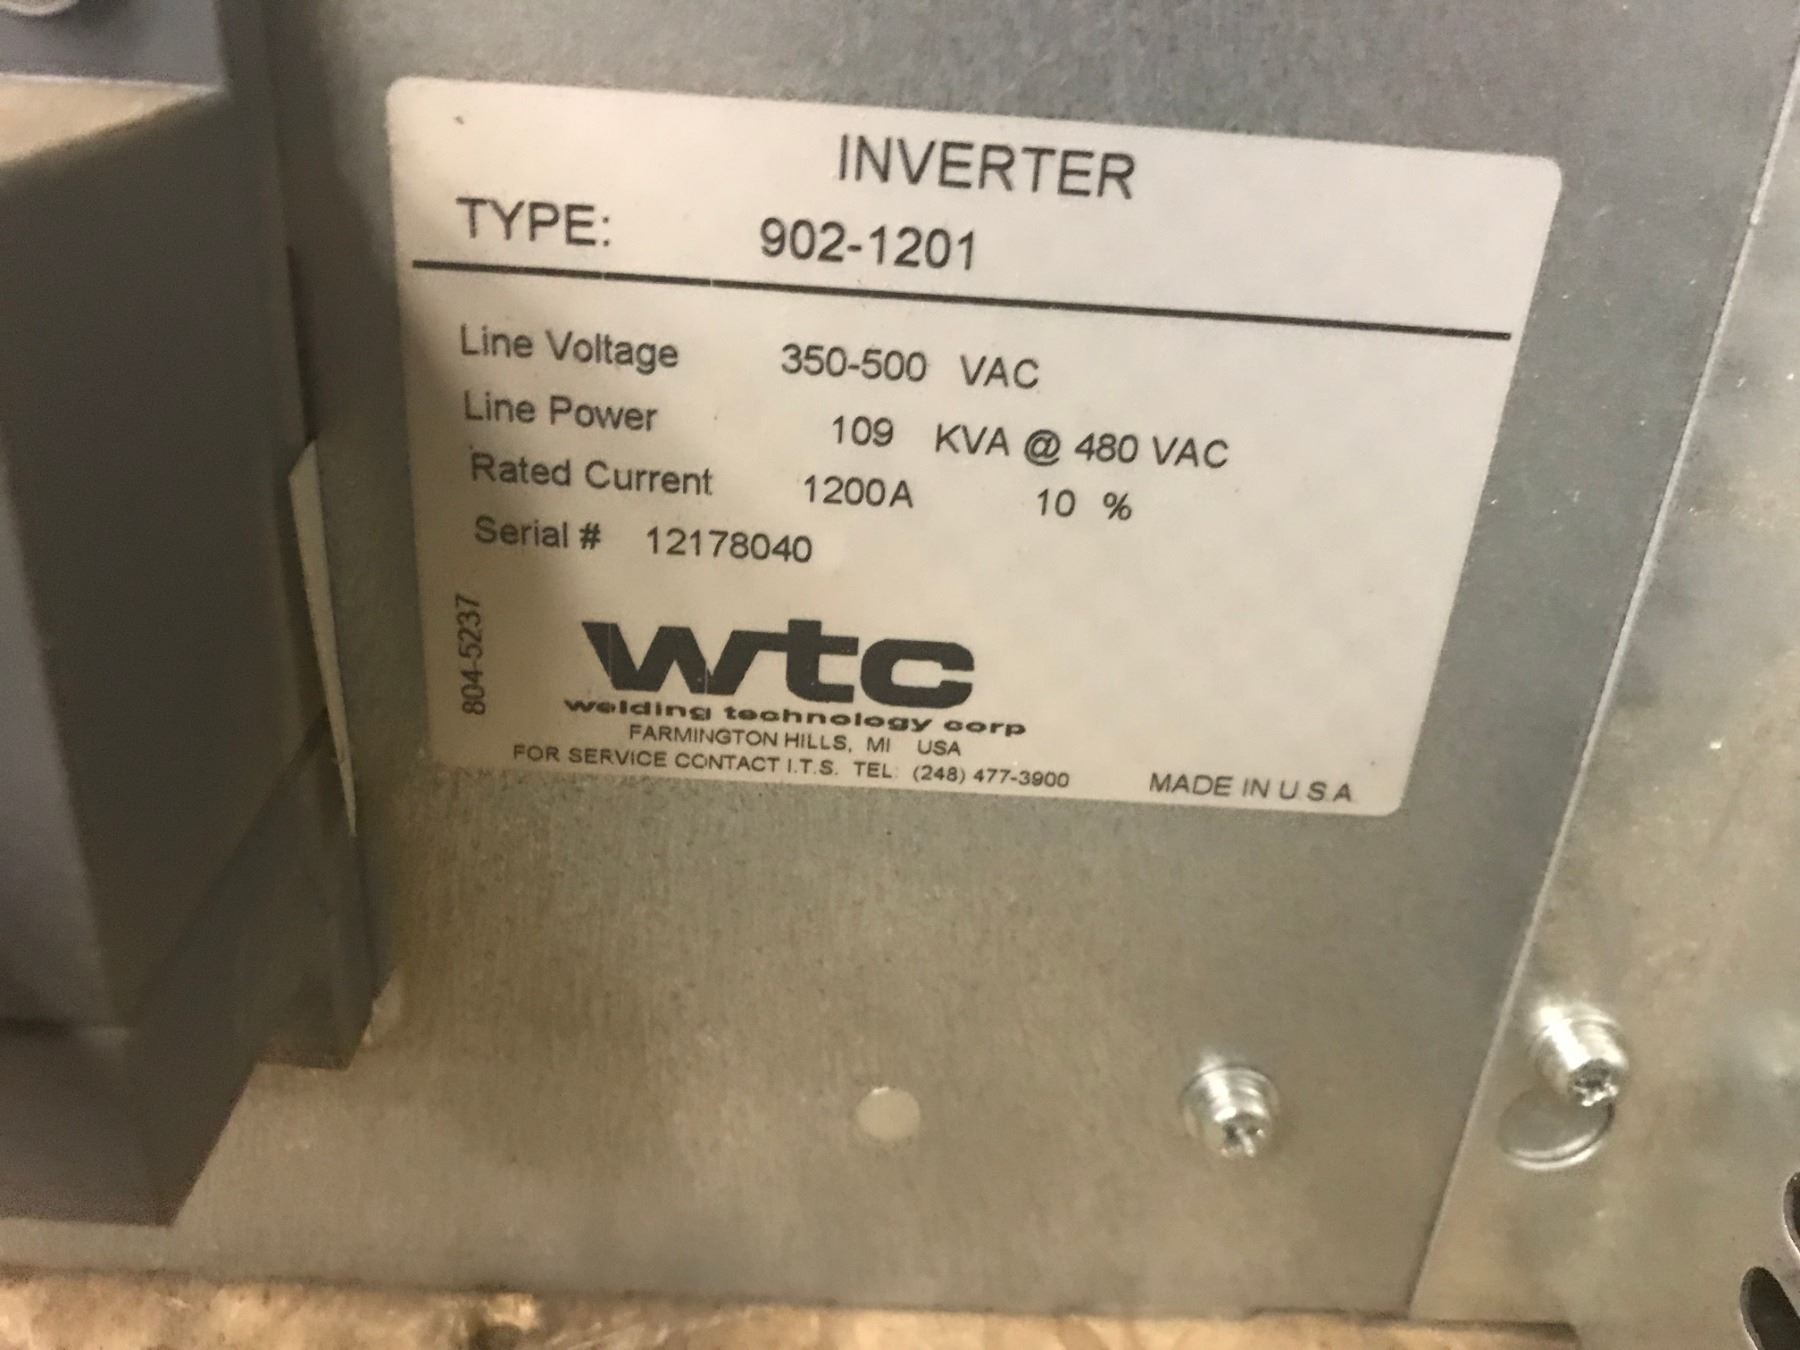 INVERTER
TYPE: 902-1201
Line Voltage 350-500 VAC
Line Power 109 KVA @ 480 VAC
Rated Current 1200A 10 %
Serial # 12178040
804-5237
wtc
welding technology corp
FARMINGTON HILLS, MI USA
FOR SERVICE CONTACT I.T.S. TEL: (248) 477-3900 MADE IN U S A